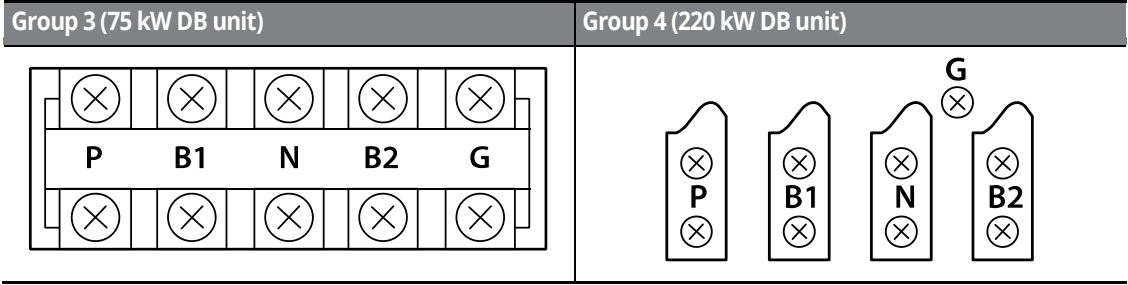 Group 3 (75 kW DB unit)
P B1 N B2 G
Group 4 (220 kW DB unit)
G
P B1 N B2